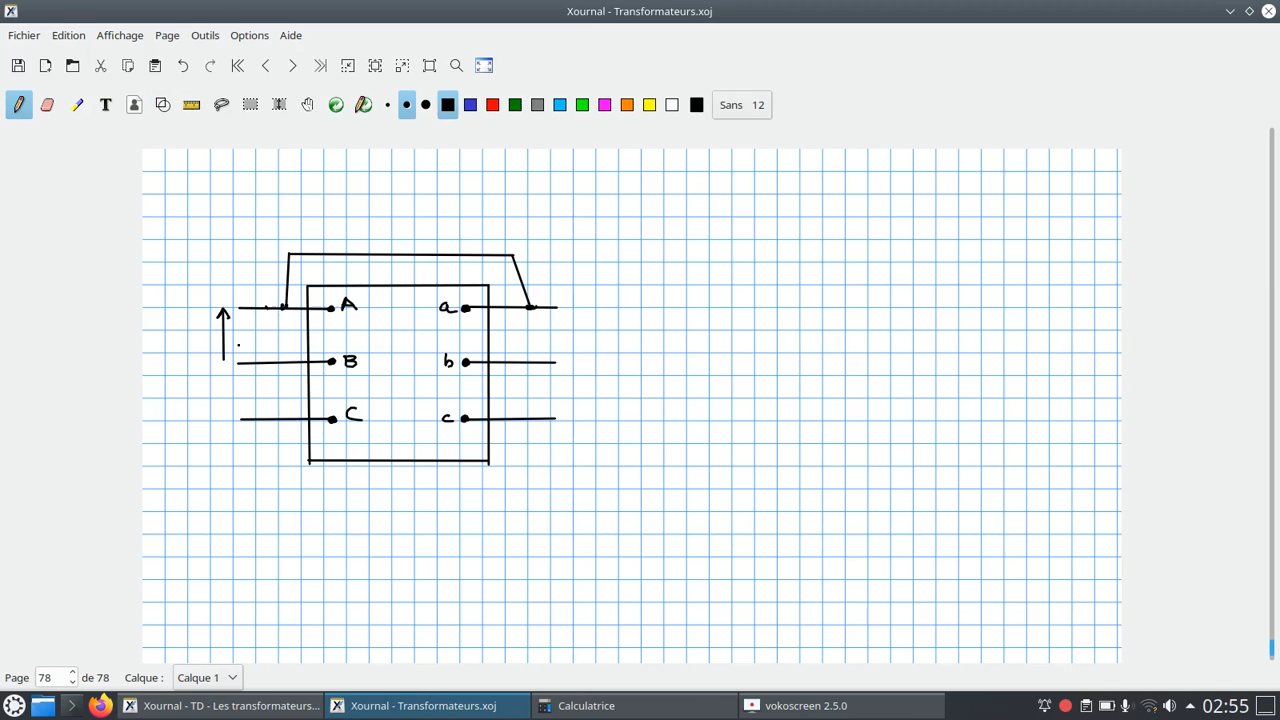 Xournal - Transformateurs.xoj
Fichier Edition Affichage Page Outils Options Aide
Sans 12
A a
B b
C c
Page 78 de 78 Calque : Calque 1
Xournal - TD - Les transformateurs... Xournal - Transformateurs.xoj Calculatrice vokoscreen 2.5.0 02:55